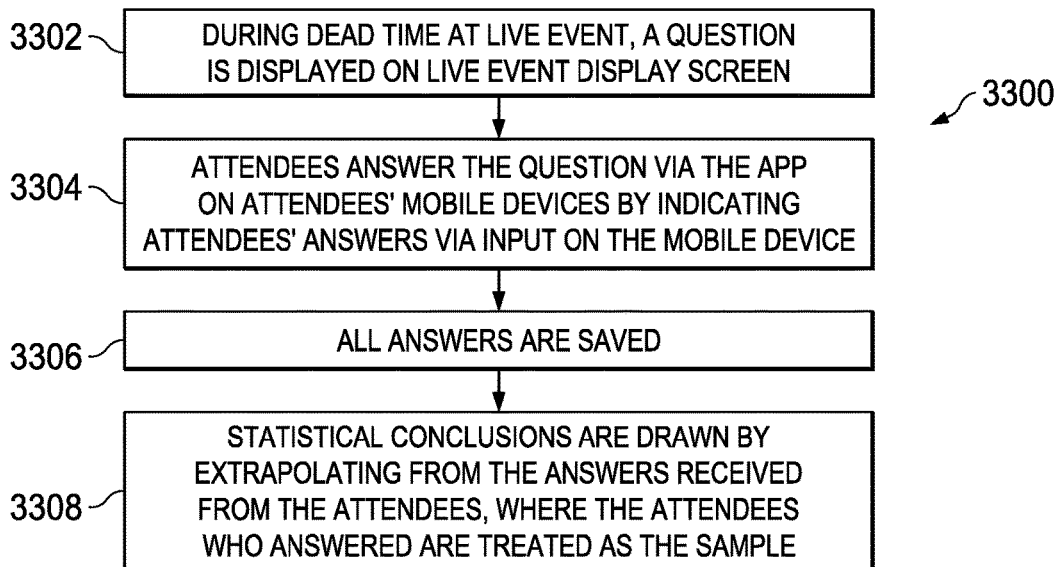 3302
DURING DEAD TIME AT LIVE EVENT, A QUESTION
IS DISPLAYED ON LIVE EVENT DISPLAY SCREEN
3300
3304
ATTENDEES ANSWER THE QUESTION VIA THE APP
ON ATTENDEES' MOBILE DEVICES BY INDICATING
ATTENDEES' ANSWERS VIA INPUT ON THE MOBILE DEVICE
3306
ALL ANSWERS ARE SAVED
3308
STATISTICAL CONCLUSIONS ARE DRAWN BY
EXTRAPOLATING FROM THE ANSWERS RECEIVED
FROM THE ATTENDEES, WHERE THE ATTENDEES
WHO ANSWERED ARE TREATED AS THE SAMPLE